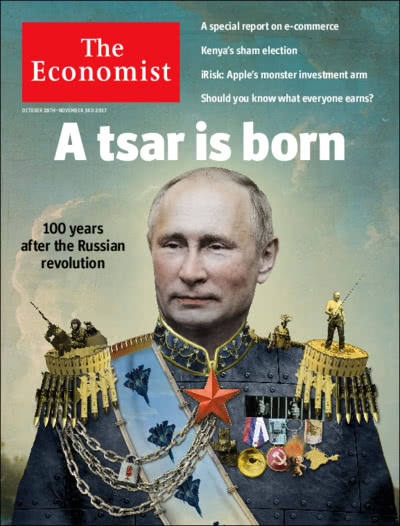 The
Economist
A special report on e-commerce
Kenya's sham election
iRisk: Apple's monster investment arm
Should you know what everyone earns?
OCTOBER 28TH–NOVEMBER 3RD 2017
A tsar is born
100 years
after the Russian
revolution